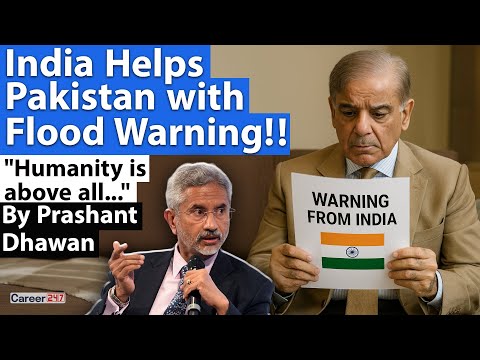 India Helps
Pakistan with
Flood Warning!!
"Humanity is
above all..."
By Prashant
Dhawan
WARNING
FROM INDIA
Career 247